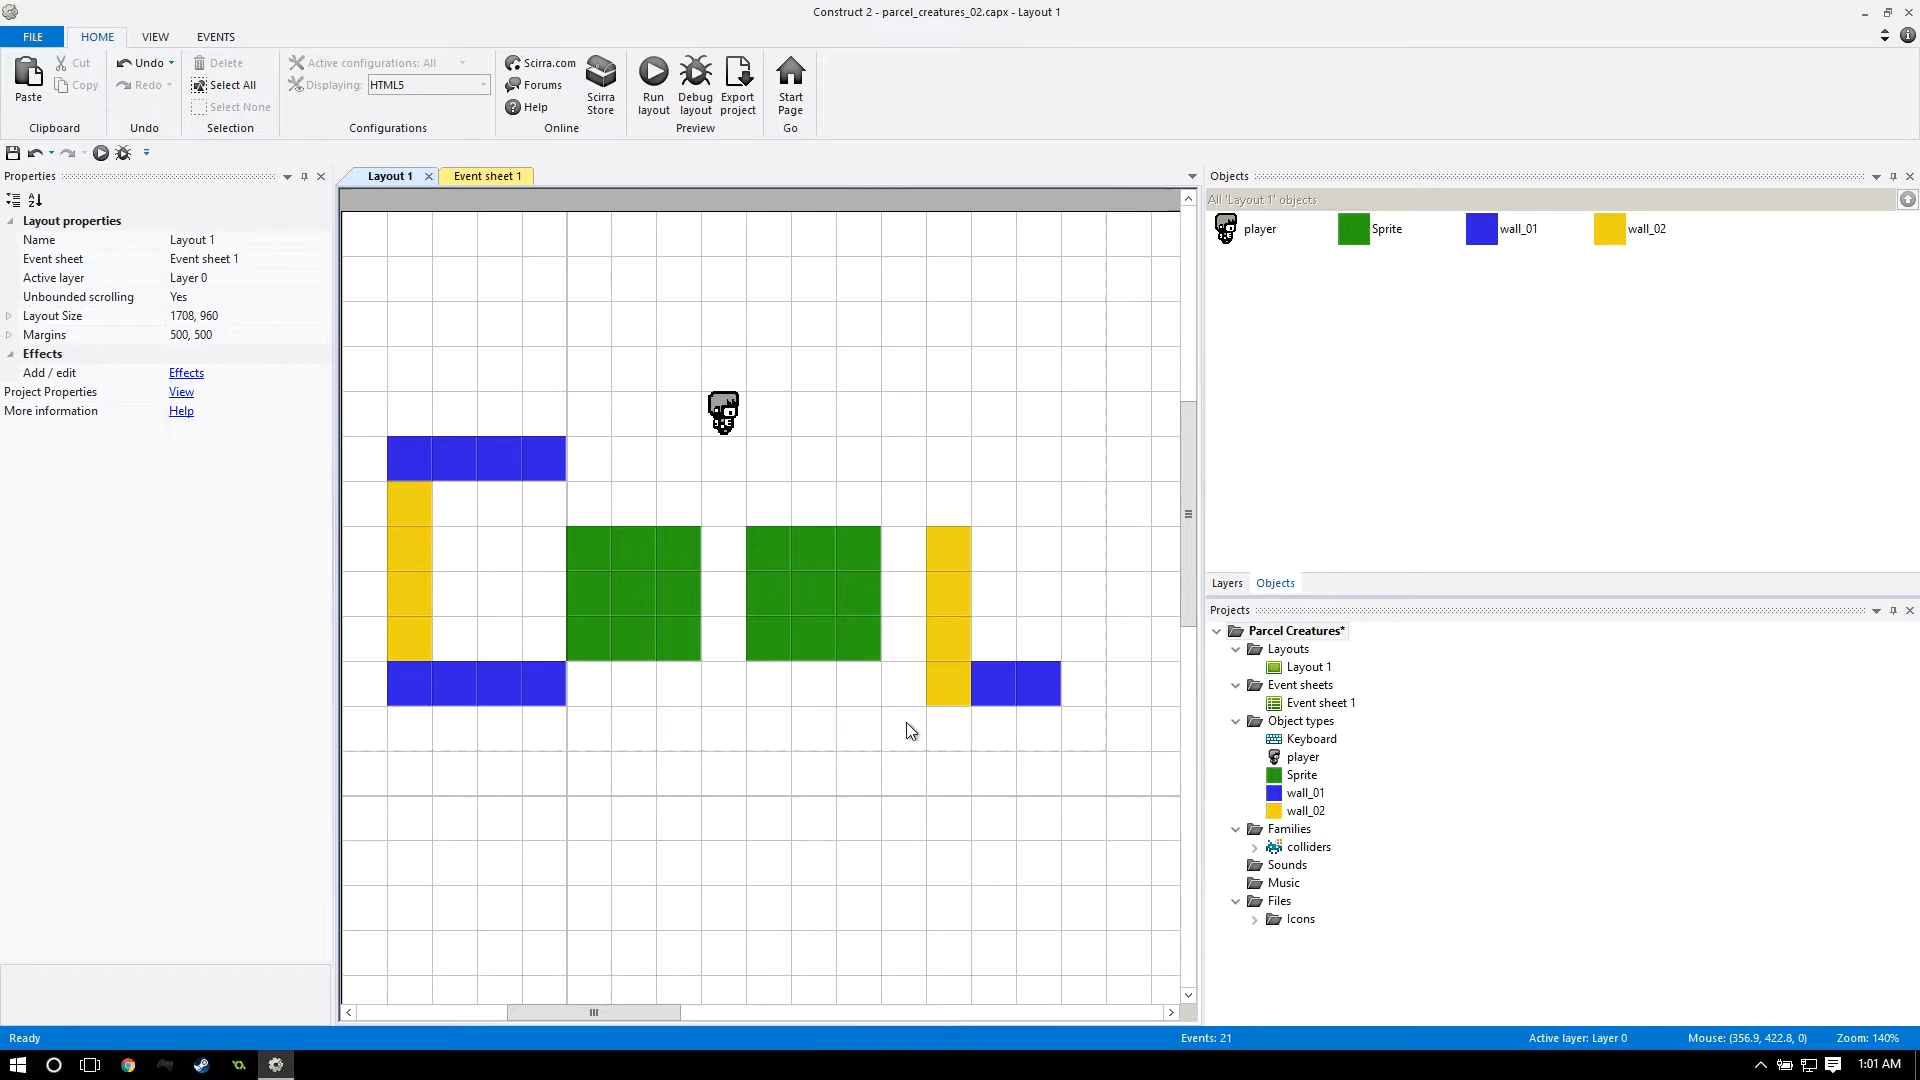 Construct 2 - parcel_creatures_02.capx - Layout 1
FILE
HOME
VIEW
EVENTS
Paste
Cut
Copy
Clipboard
Undo
Redo
Undo
Delete
Select All
Select None
Selection
Active configurations: All
Displaying:
HTML5
Configurations
Scirra.com
Forums
Help
Scirra Store
Online
Run layout
Debug layout
Export project
Preview
Start Page
Go
Properties
Layout properties
Name Layout 1
Event sheet Event sheet 1
Active layer Layer 0
Unbounded scrolling Yes
Layout Size 1708, 960
Margins 500, 500
Effects
Add / edit Effects
Project Properties View
More information Help
Layout 1
Event sheet 1
Objects
All 'Layout 1' objects
player
Sprite
wall_01
wall_02
Layers
Objects
Projects
Parcel Creatures*
Layouts
Layout 1
Event sheets
Event sheet 1
Object types
Keyboard
player
Sprite
wall_01
wall_02
Families
colliders
Sounds
Music
Files
Icons
Ready
Events: 21
Active layer: Layer 0
Mouse: (356.9, 422.8, 0)
Zoom: 140%
1:01 AM